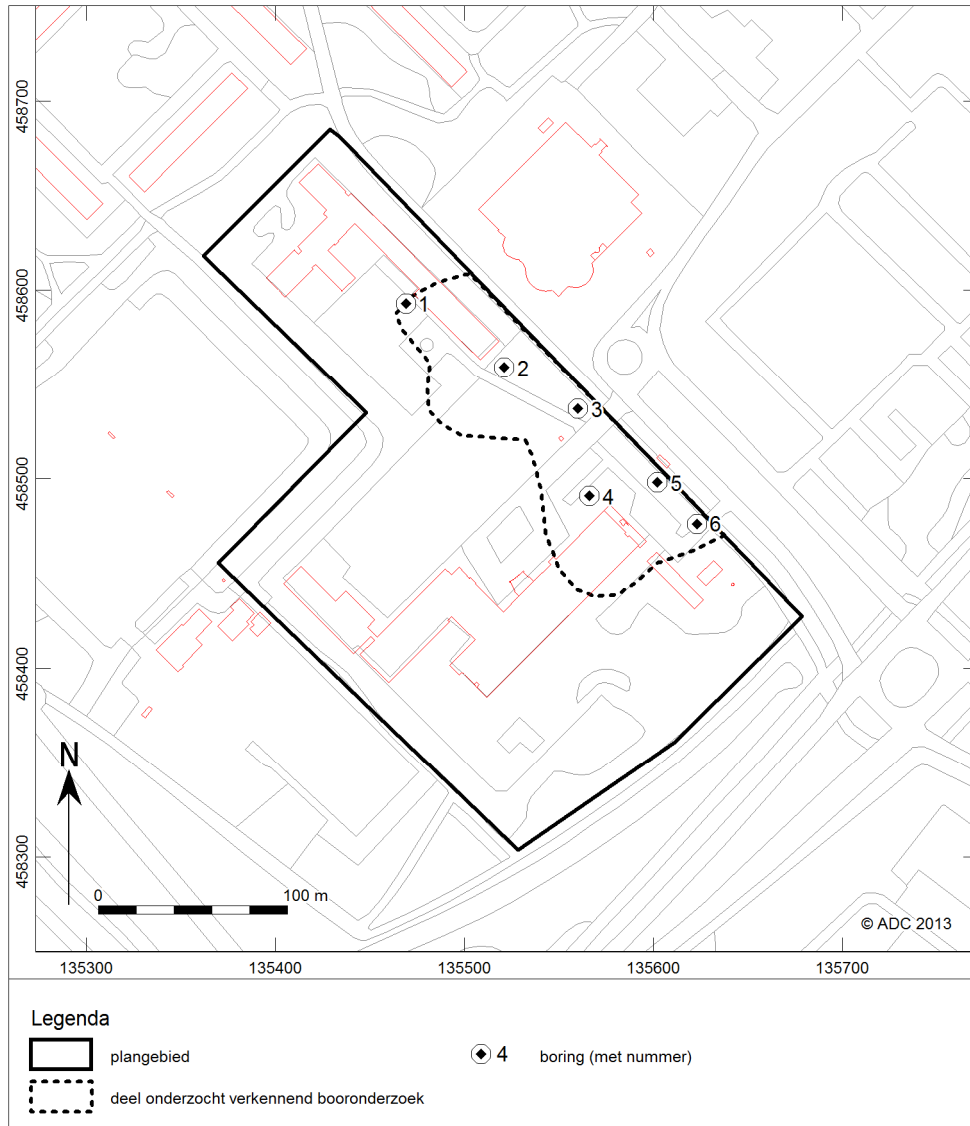 458700
458600
458500
458400
458300
1
2
3
4
5
6
N
0 100 m
© ADC 2013
135300 135400 135500 135600 135700
Legenda
plangebied
4 boring (met nummer)
deel onderzocht verkennend booronderzoek